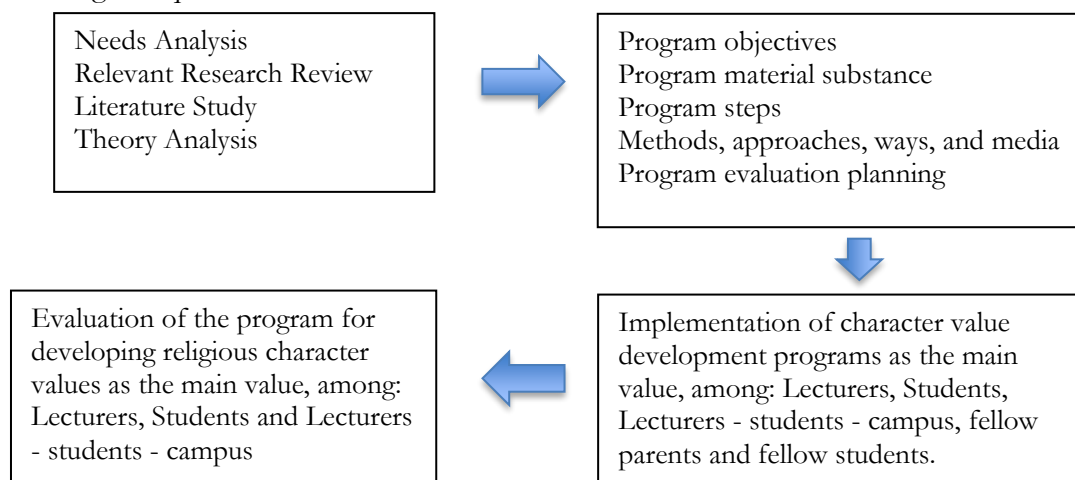 Needs Analysis
Relevant Research Review
Literature Study
Theory Analysis
Program objectives
Program material substance
Program steps
Methods, approaches, ways, and media
Program evaluation planning
Implementation of character value
development programs as the main
value, among: Lecturers, Students,
Lecturers - students - campus, fellow
parents and fellow students.
Evaluation of the program for
developing religious character
values as the main value, among:
Lecturers, Students and Lecturers
- students - campus